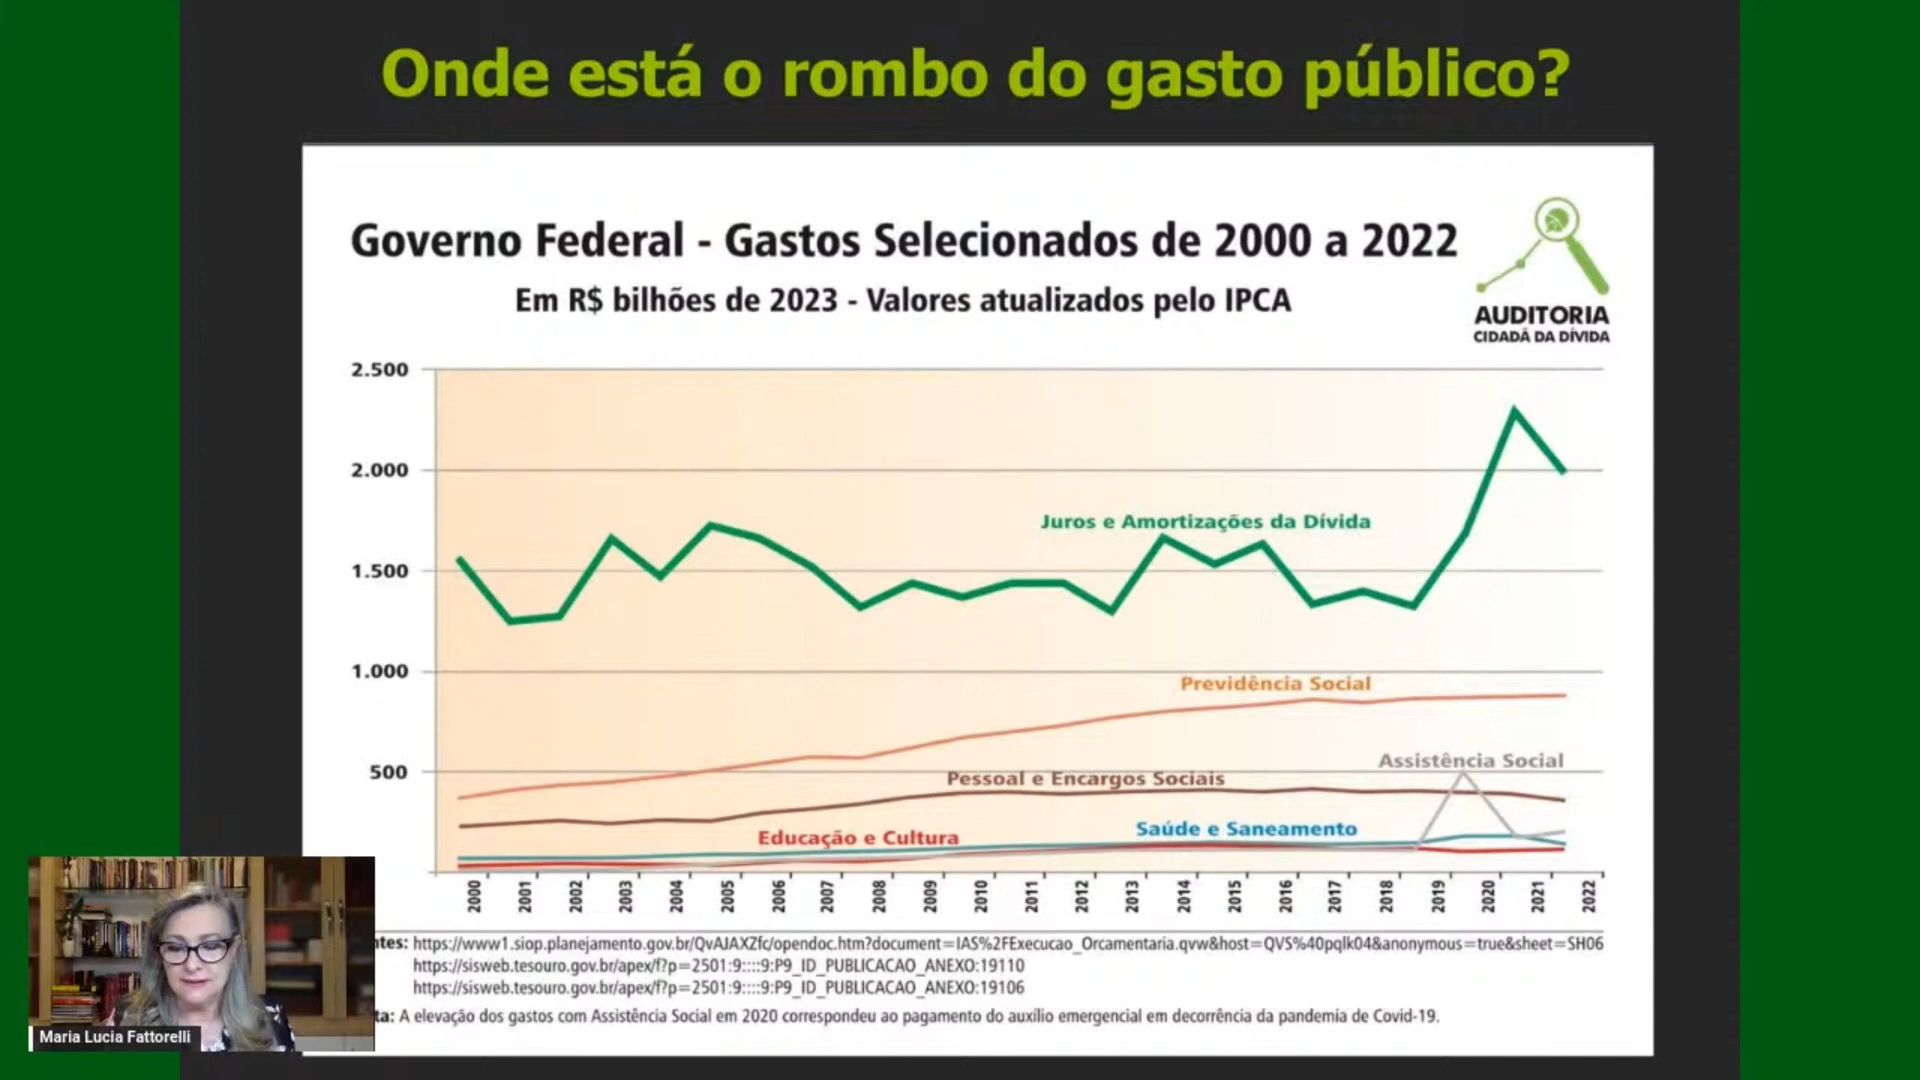 Onde está o rombo do gasto público?
Governo Federal - Gastos Selecionados de 2000 a 2022
Em R$ bilhões de 2023 - Valores atualizados pelo IPCA
AUDITORIA
CIDADÃ DA DÍVIDA
2.500
2.000
1.500
1.000
500
Juros e Amortizações da Dívida
Previdência Social
Assistência Social
Pessoal e Encargos Sociais
Educação e Cultura
Saúde e Saneamento
2000 2001 2002 2003 2004 2005 2006 2007 2008 2009 2010 2011 2012 2013 2014 2015 2016 2017 2018 2019 2020 2021 2022
ntes: https://www1.siop.planejamento.gov.br/QvAJAXZfc/opendoc.htm?document=IAS%2FExecucao_Orcamentaria.qvw&host=QVS%40pqlk04&anonymous=true&sheet=SH06
https://sisweb.tesouro.gov.br/apex/f?p=2501:9::::9:P9_ID_PUBLICACAO_ANEXO:19110
https://sisweb.tesouro.gov.br/apex/f?p=2501:9::::9:P9_ID_PUBLICACAO_ANEXO:19106
ta: A elevação dos gastos com Assistência Social em 2020 correspondeu ao pagamento do auxílio emergencial em decorrência da pandemia de Covid-19.
Maria Lucia Fattorelli